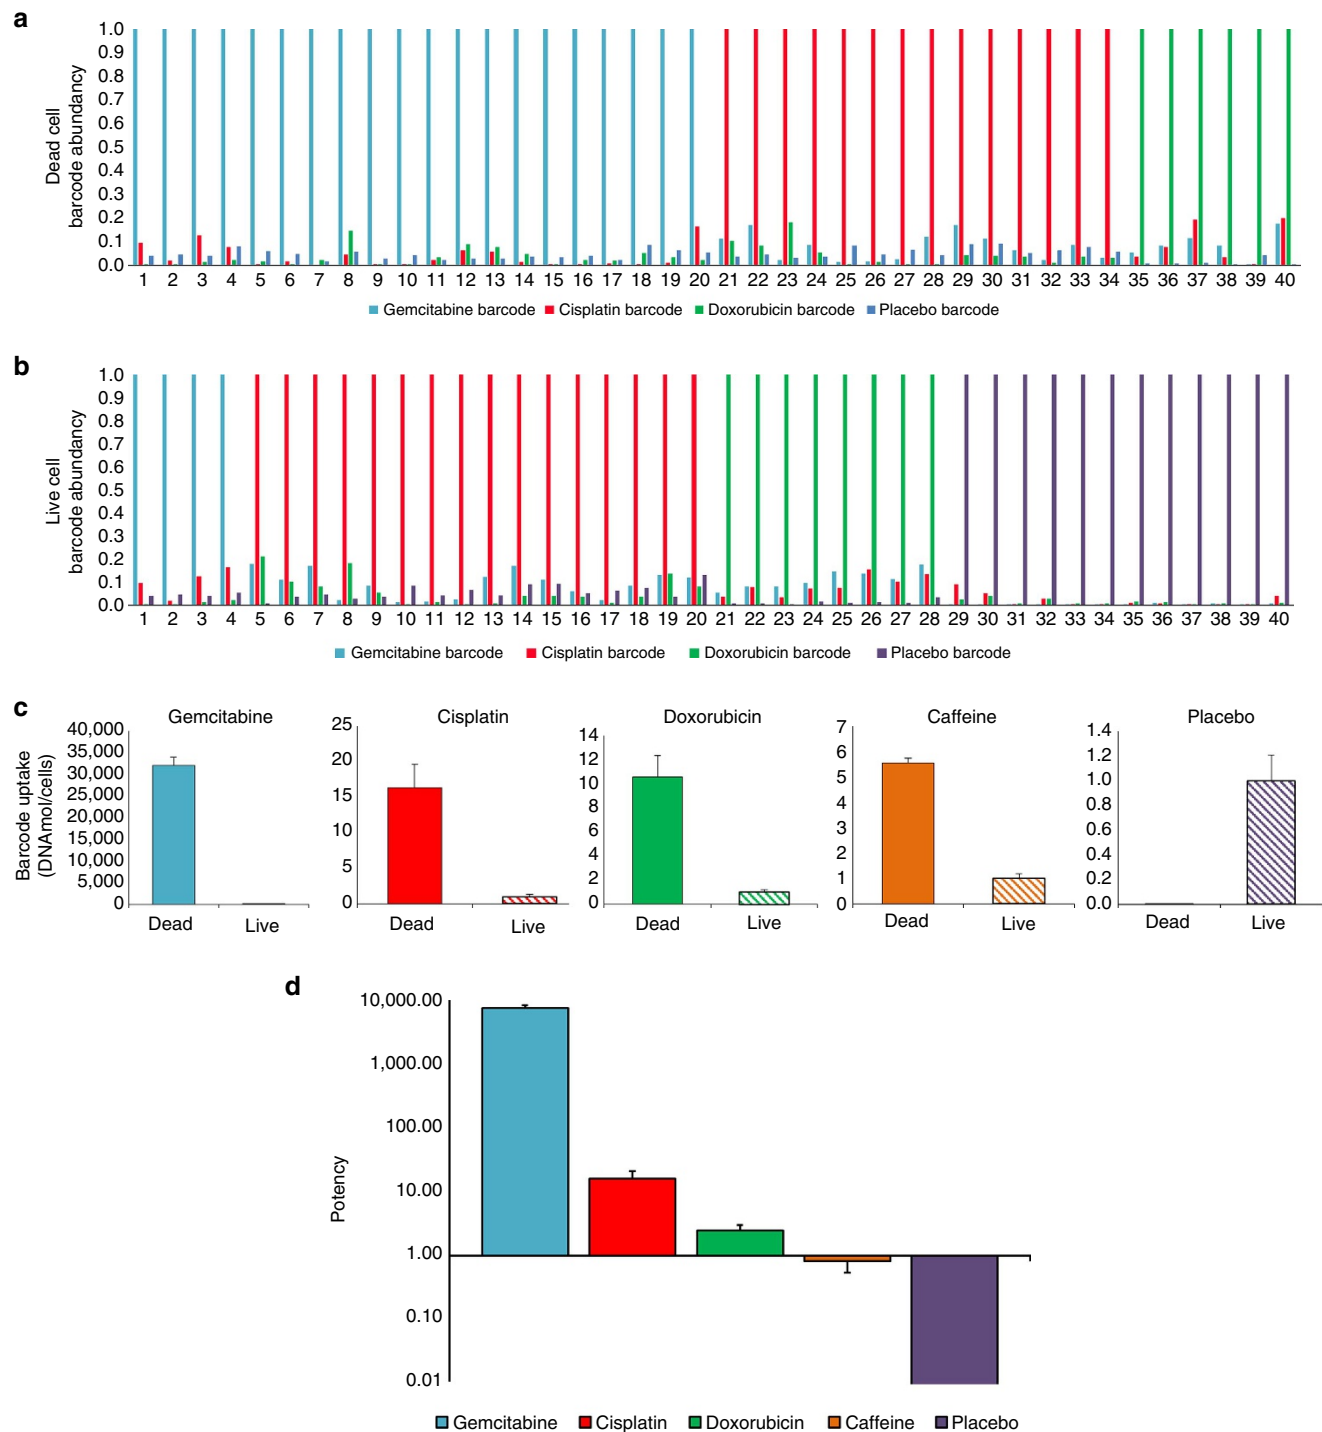 a
Dead cell
barcode abundancy
1.0
0.9
0.8
0.7
0.6
0.5
0.4
0.3
0.2
0.1
0.0
1 2 3 4 5 6 7 8 9 10 11 12 13 14 15 16 17 18 19 20 21 22 23 24 25 26 27 28 29 30 31 32 33 34 35 36 37 38 39 40
Gemcitabine barcode Cisplatin barcode Doxorubicin barcode Placebo barcode
b
Live cell
barcode abundancy
1.0
0.9
0.8
0.7
0.6
0.5
0.4
0.3
0.2
0.1
0.0
1 2 3 4 5 6 7 8 9 10 11 12 13 14 15 16 17 18 19 20 21 22 23 24 25 26 27 28 29 30 31 32 33 34 35 36 37 38 39 40
Gemcitabine barcode Cisplatin barcode Doxorubicin barcode Placebo barcode
c
Barcode uptake
(DNAmol/cells)
Gemcitabine
40,000
35,000
30,000
25,000
20,000
15,000
10,000
5,000
0
Dead Live
Cisplatin
25
20
15
10
5
0
Dead Live
Doxorubicin
14
12
10
8
6
4
2
0
Dead Live
Caffeine
7
6
5
4
3
2
1
0
Dead Live
Placebo
1.4
1.2
1.0
0.8
0.6
0.4
0.2
0.0
Dead Live
d
Potency
10,000.00
1,000.00
100.00
10.00
1.00
0.10
0.01
Gemcitabine Cisplatin Doxorubicin Caffeine Placebo